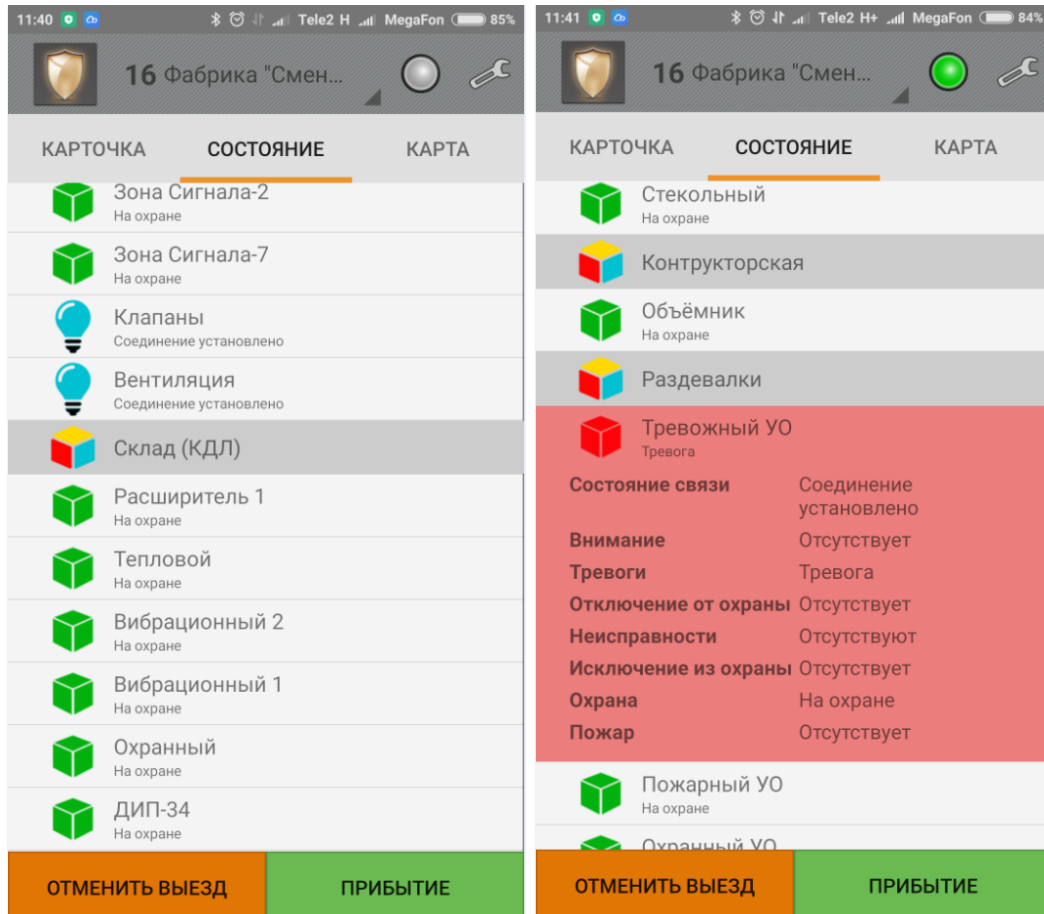 11:40 Tele2 H MegaFon 85%
16 Фабрика "Смен...
КАРТОЧКА СОСТОЯНИЕ КАРТА
Зона Сигнала-2
На охране
Зона Сигнала-7
На охране
Клапаны
Соединение установлено
Вентиляция
Соединение установлено
Склад (КДЛ)
Расширитель 1
На охране
Тепловой
На охране
Вибрационный 2
На охране
Вибрационный 1
На охране
Охранный
На охране
ДИП-34
На охране
ОТМЕНИТЬ ВЫЕЗД ПРИБЫТИЕ
11:41 Tele2 H+ MegaFon 84%
16 Фабрика "Смен...
КАРТОЧКА СОСТОЯНИЕ КАРТА
Стекольный
На охране
Контрукторская
Объёмник
На охране
Раздевалки
Тревожный УО
Тревога
Состояние связи Соединение
установлено
Внимание Отсутствует
Тревоги Тревога
Отключение от охраны Отсутствует
Неисправности Отсутствуют
Исключение из охраны Отсутствует
Охрана На охране
Пожар Отсутствует
Пожарный УО
На охране
Охранный УО
ОТМЕНИТЬ ВЫЕЗД ПРИБЫТИЕ